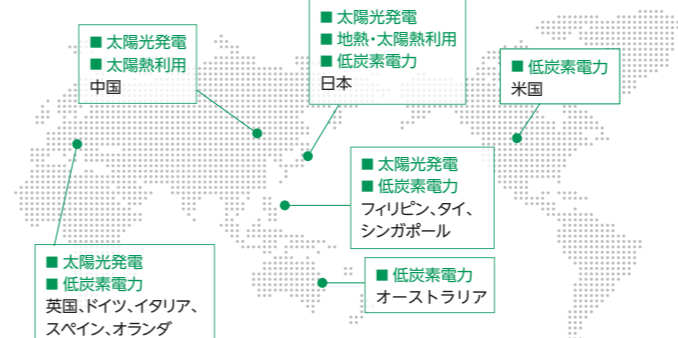 ■ 太陽光発電
■ 太陽熱利用
中国
■ 太陽光発電
■ 地熱・太陽熱利用
■ 低炭素電力
日本
■ 低炭素電力
米国
■ 太陽光発電
■ 低炭素電力
フィリピン、タイ、
シンガポール
■ 太陽光発電
■ 低炭素電力
英国、ドイツ、イタリア、
スペイン、オランダ
■ 低炭素電力
オーストラリア